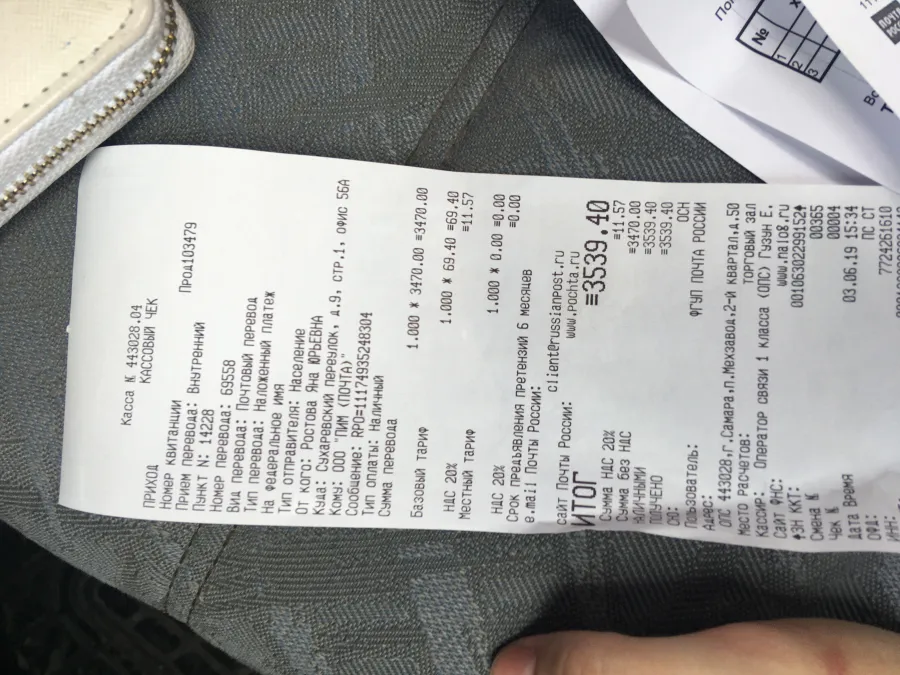 Касса № 443028.04
КАССОВЫЙ ЧЕК
ПРИХОД
Номер квитанции Прод103479
Прием перевода: Внутренний
Пункт N: 14228
Номер перевода: 69558
Вид перевода: Почтовый перевод
Тип перевода: Наложенный платеж
На федеральное имя
Тип отправителя: Население
От кого: РОСТОВА ЯНА ЮРЬЕВНА
Куда: СУХАРЕВСКИЙ ПЕРЕУЛОК, Д.9, СТР.1, ОФИС 56А
Кому: ООО "ПИМ (ПОЧТА)"
Сообщение: RPO=11174935248304
Тип оплаты: Наличный
Сумма перевода
1.000 * 3470.00 ≡3470.00
Базовый тариф
1.000 * 69.40 ≡69.40
НДС 20% ≡11.57
Местный тариф
1.000 * 0.00 ≡0.00
НДС 20% ≡0.00
Срок предъявления претензий 6 месяцев
e.mail Почты России:
client@russianpost.ru
сайт Почты России: www.pochta.ru
ИТОГ ≡3539.40
Сумма НДС 20% ≡11.57
Сумма БЕЗ НДС ≡3470.00
НАЛИЧНЫМИ ≡3539.40
ПОЛУЧЕНО ≡3539.40
СНО: ОСН
Пользователь: ФГУП ПОЧТА РОССИИ
Адрес:
ОПС 443028,г.Самара,п.Мехзавод,2-й квартал,д.50
Место расчетов: ТОРГОВЫЙ ЗАЛ
Кассир: Оператор связи 1 класса (ОПС) Гузун Е.
Сайт ФНС: www.nalog.ru
ЗН ККТ: 00106302299152
Смена № 00365
Чек № 00004
Дата Время 03.06.19 15:34
ОФД: ПС СТ
ИНН: 7724261610
№
1
2
3